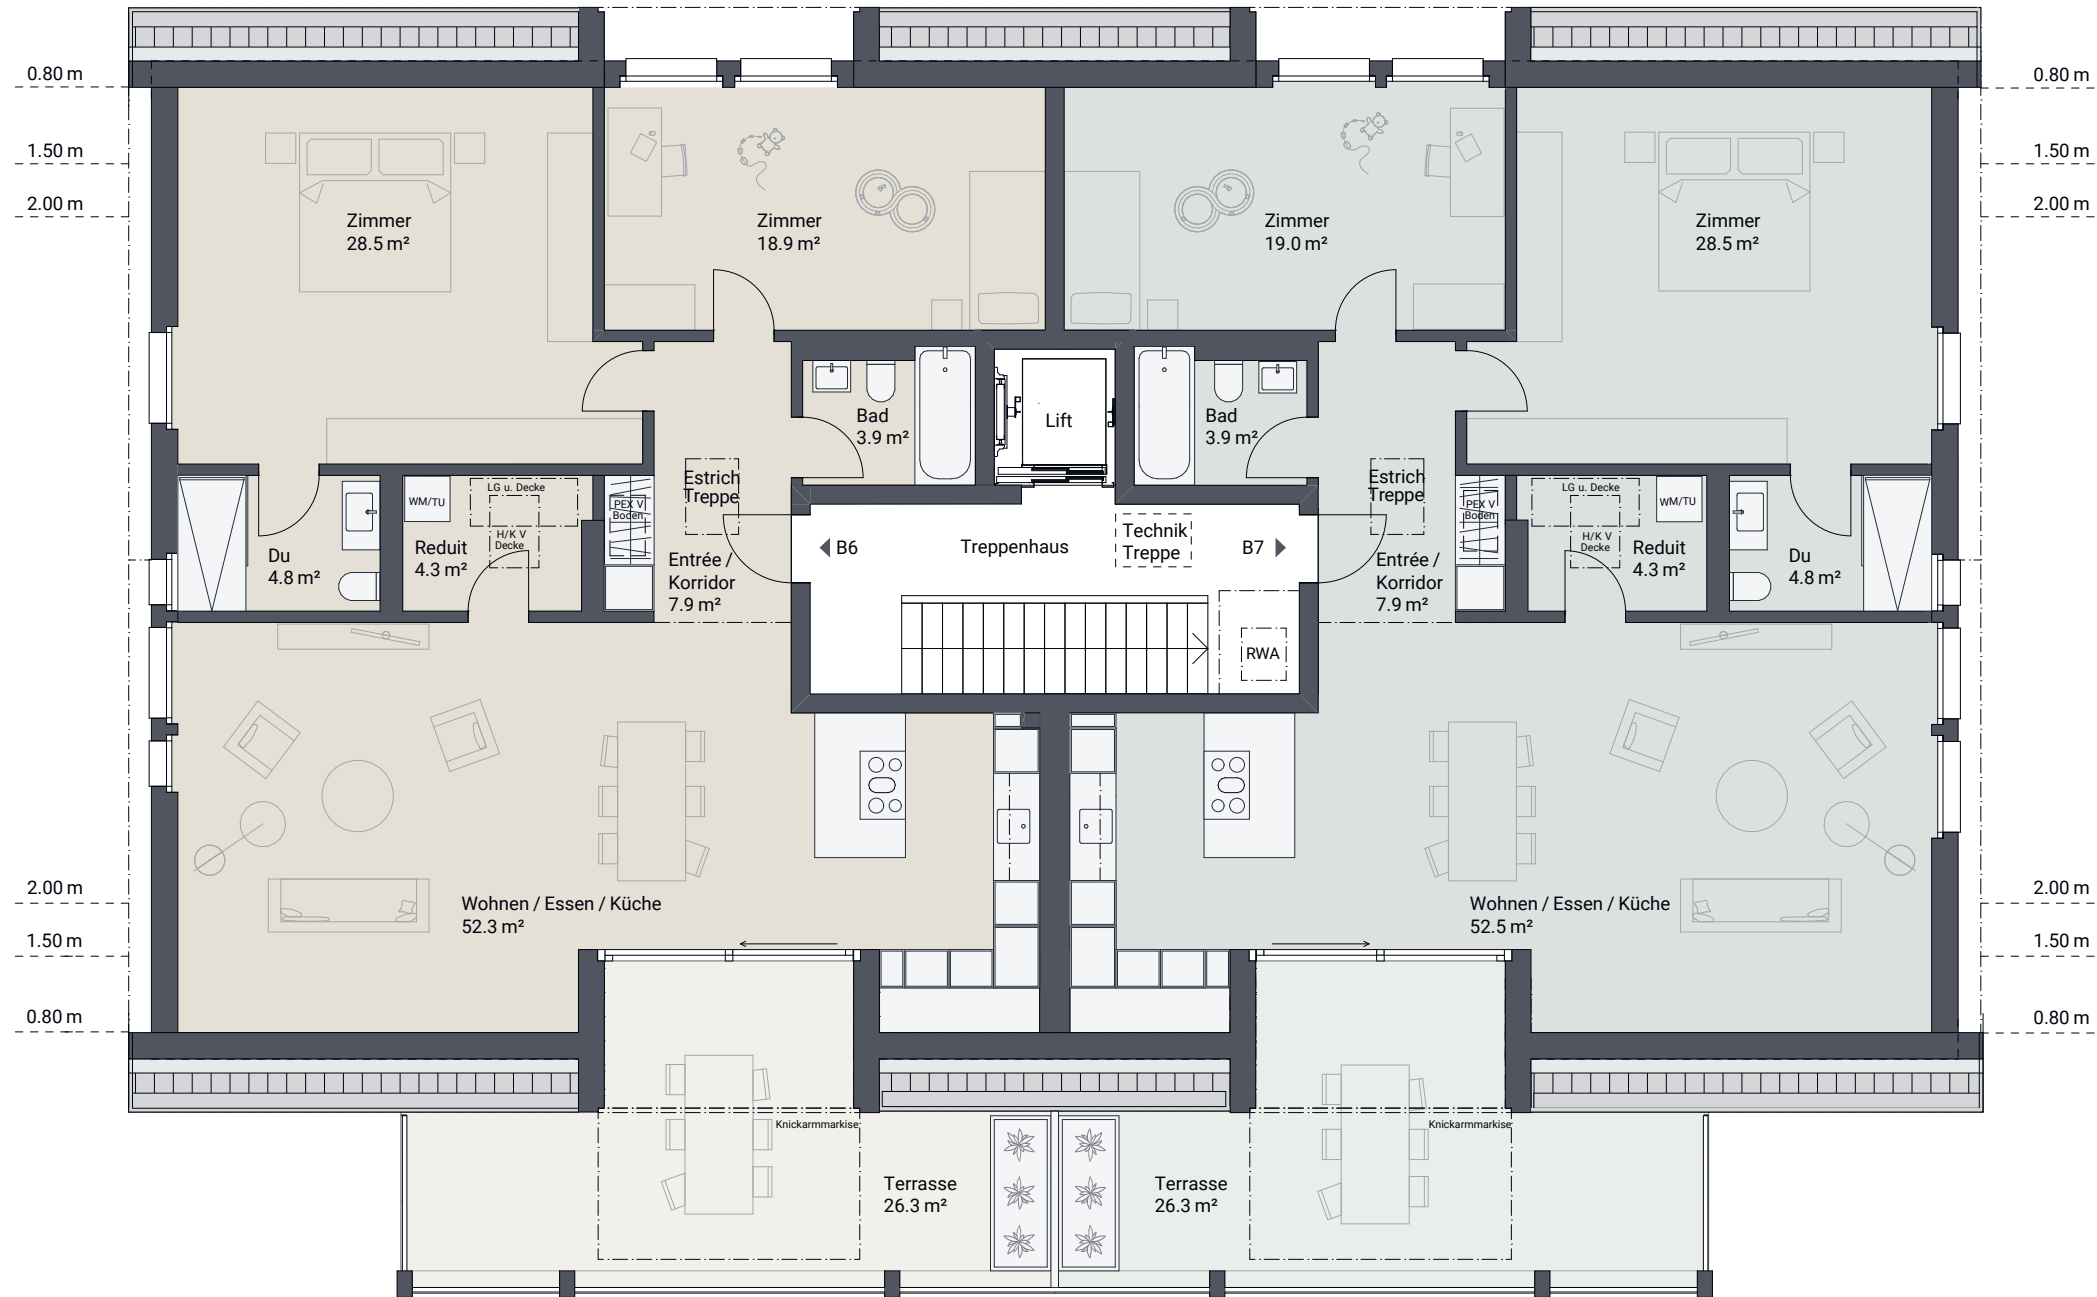 0.80 m
0.80 m
1.50 m
1.50 m
2.00 m
2.00 m
Zimmer
28.5 m²
Zimmer
18.9 m²
Zimmer
19.0 m²
Zimmer
28.5 m²
Bad
3.9 m²
Lift
Bad
3.9 m²
Estrich
Treppe
Estrich
Treppe
WM/TU
LG u. Decke
H/K V
Decke
PEX V
Boden
PEX V
Boden
LG u. Decke
H/K V
Decke
WM/TU
Du
4.8 m²
Reduit
4.3 m²
Entrée /
Korridor
7.9 m²
B6
Treppenhaus
Technik
Treppe
B7
Entrée /
Korridor
7.9 m²
Reduit
4.3 m²
Du
4.8 m²
RWA
2.00 m
2.00 m
Wohnen / Essen / Küche
52.3 m²
Wohnen / Essen / Küche
52.5 m²
1.50 m
1.50 m
0.80 m
0.80 m
Knickarmmarkise
Knickarmmarkise
Terrasse
26.3 m²
Terrasse
26.3 m²